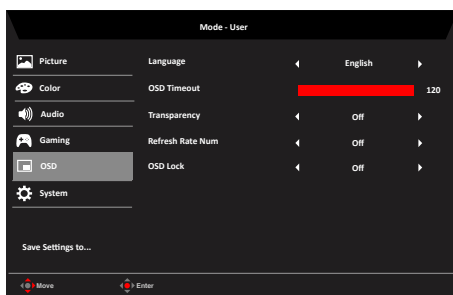 Mode - User
Picture
Language English
Color
OSD Timeout 120
Audio
Transparency Off
Gaming
Refresh Rate Num Off
OSD
OSD Lock Off
System
Save Settings to...
Move Enter